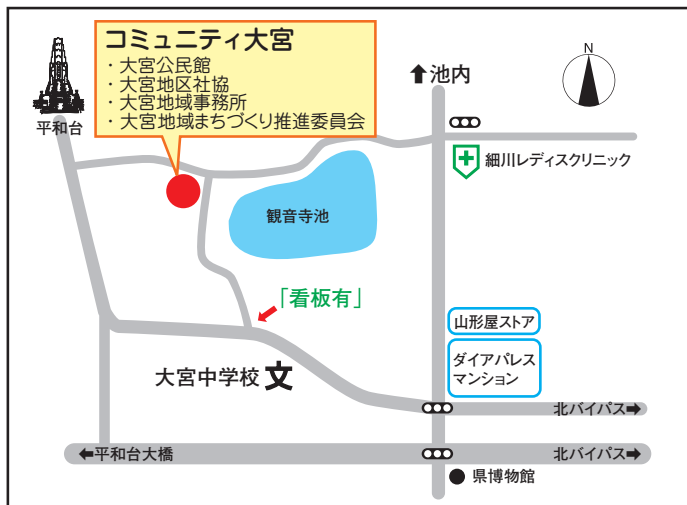 コミュニティ大宮
・大宮公民館
・大宮地区社協
・大宮地域事務所
・大宮地域まちづくり推進委員会
平和台
⬆池内
N
細川レディスクリニック
観音寺池
「看板有」
山形屋ストア
ダイアパレス
マンション
大宮中学校 文
北バイパス➡
⬅平和台大橋
北バイパス➡
県博物館